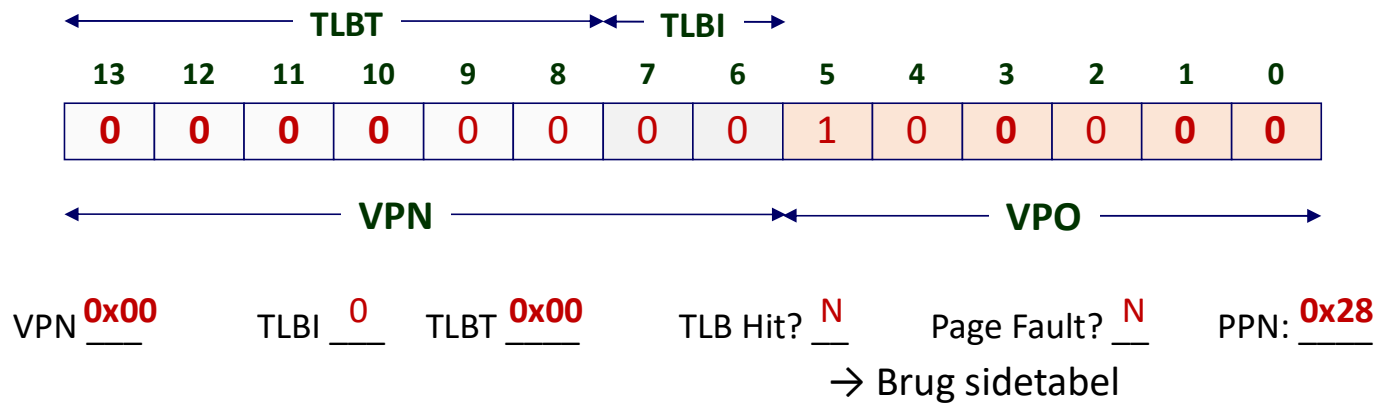 TLBT TLBI
13 12 11 10 9 8 7 6 5 4 3 2 1 0
0 0 0 0 0 0 0 0 1 0 0 0 0 0
VPN VPO
VPN 0x00 TLBI 0 TLBT 0x00 TLB Hit? N Page Fault? N PPN: 0x28
→ Brug sidetabel